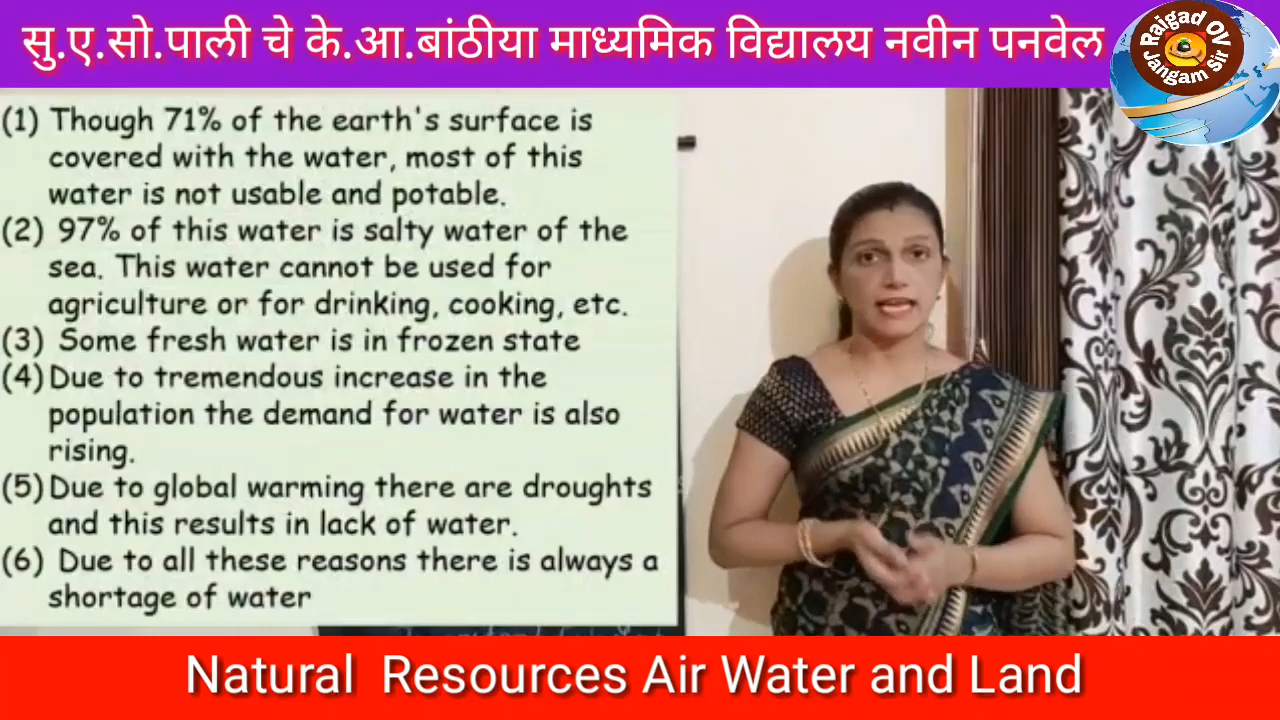 सु.ए.सो.पाली चे के.आ.बांठीया माध्यमिक विद्यालय नवीन पनवेल
Raigad OV
Jangam Sir
(1) Though 71% of the earth's surface is
covered with the water, most of this
water is not usable and potable.
(2) 97% of this water is salty water of the
sea. This water cannot be used for
agriculture or for drinking, cooking, etc.
(3) Some fresh water is in frozen state
(4) Due to tremendous increase in the
population the demand for water is also
rising.
(5) Due to global warming there are droughts
and this results in lack of water.
(6) Due to all these reasons there is always a
shortage of water
Natural Resources Air Water and Land